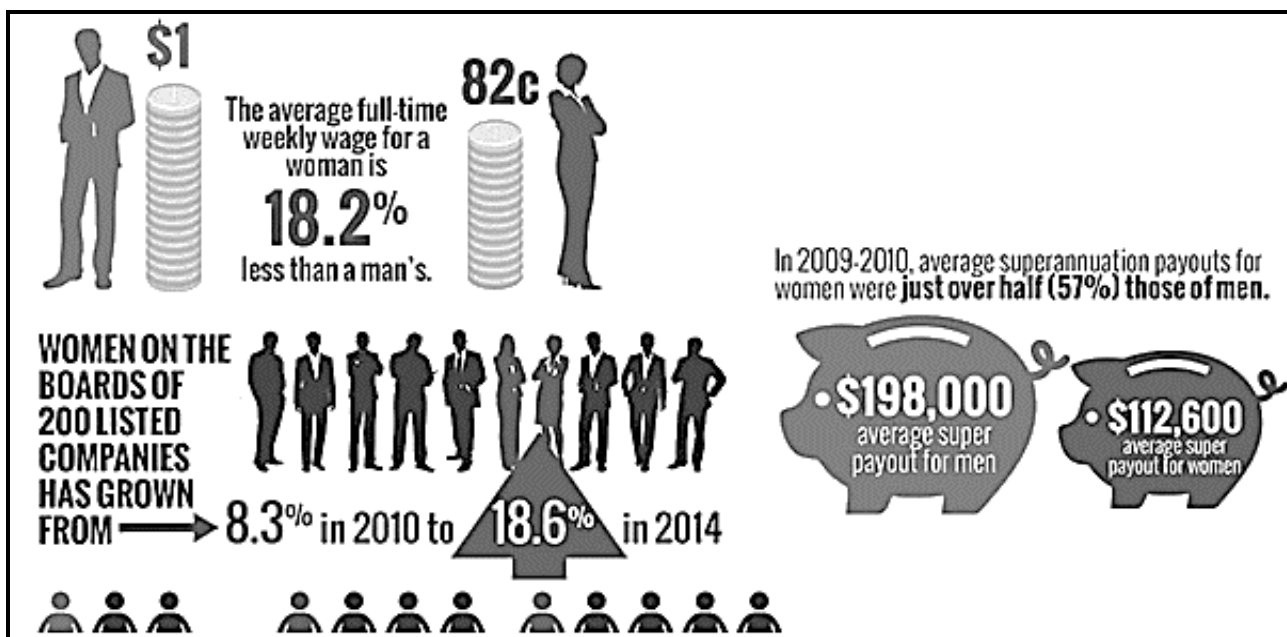 $1
82c
The average full-time
weekly wage for a
woman is
18.2%
less than a man's.
In 2009-2010, average superannuation payouts for
women were just over half (57%) those of men.
$198,000
average super
payout for men
$112,600
average super
payout for women
WOMEN ON THE
BOARDS OF
200 LISTED
COMPANIES
HAS GROWN
FROM
8.3% in 2010 to 18.6% in 2014